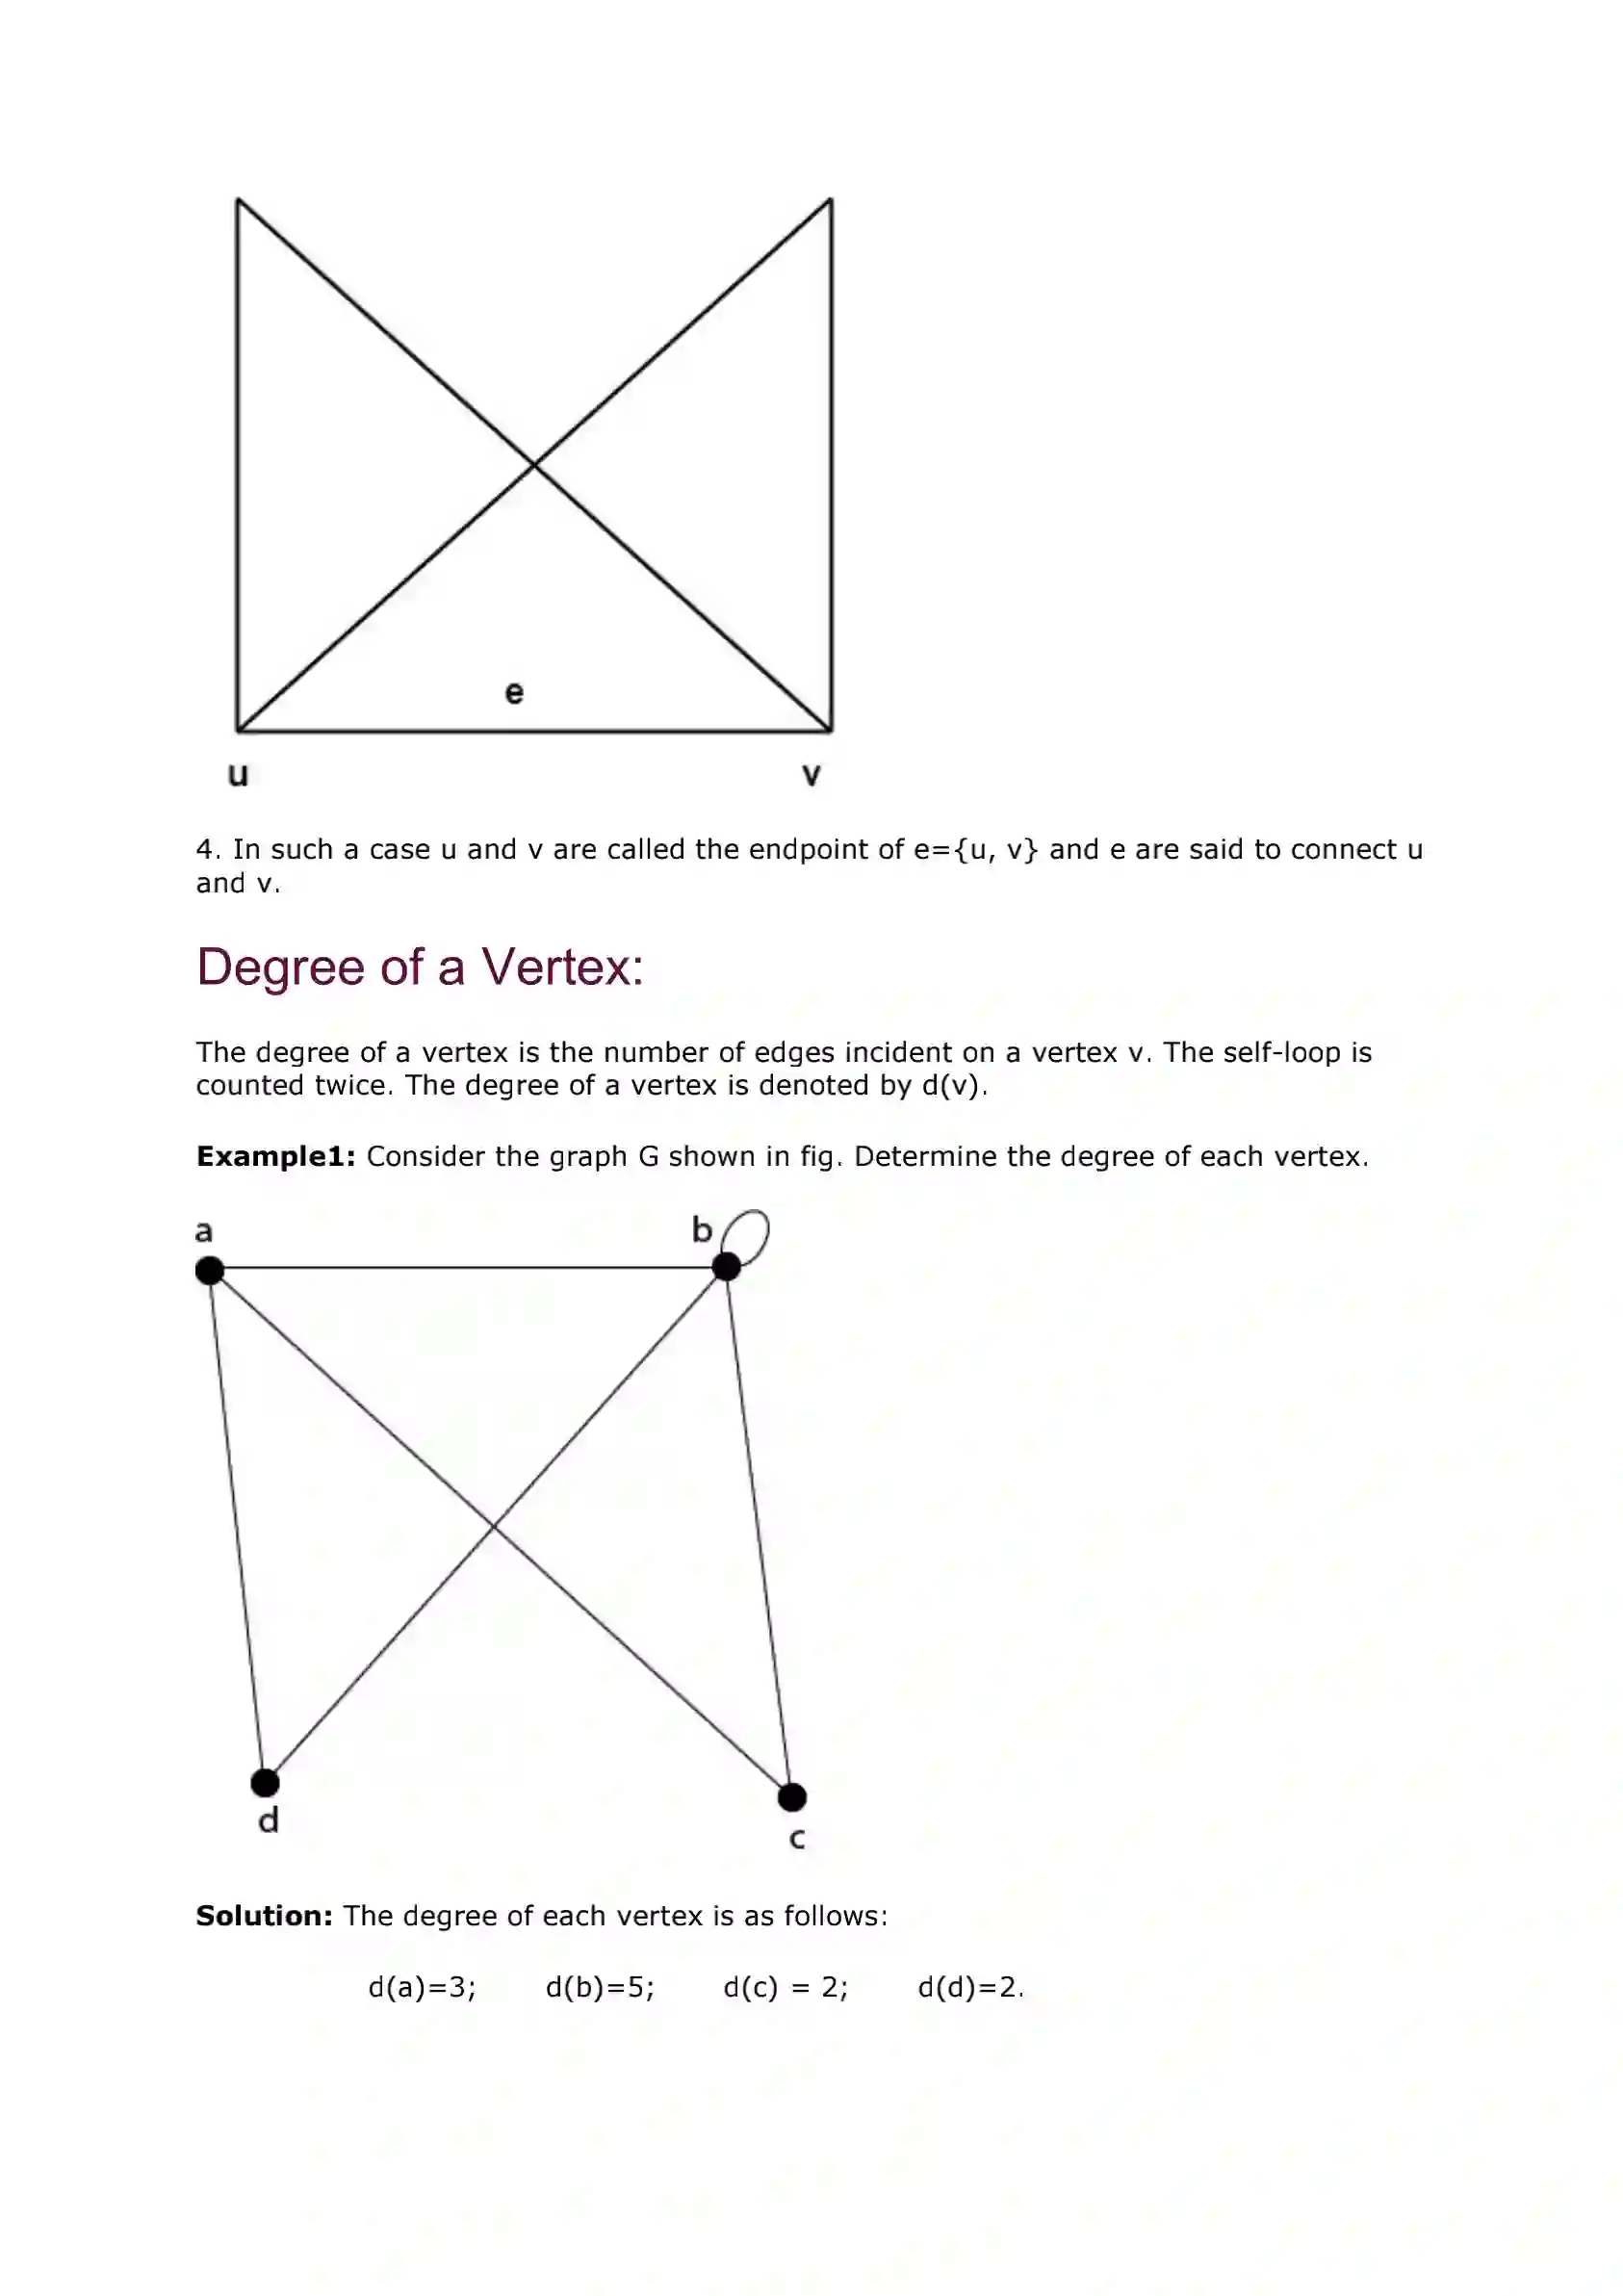 e
u v
4. In such a case u and v are called the endpoint of e={u, v} and e are said to connect u
and v.
Degree of a Vertex:
The degree of a vertex is the number of edges incident on a vertex v. The self-loop is
counted twice. The degree of a vertex is denoted by d(v).
Example1: Consider the graph G shown in fig. Determine the degree of each vertex.
a b
d
c
Solution: The degree of each vertex is as follows:
d(a)=3; d(b)=5; d(c) = 2; d(d)=2.